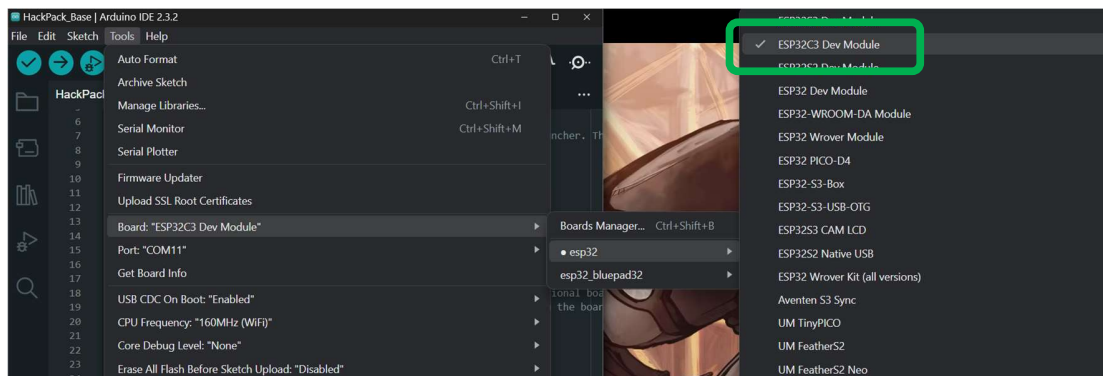 HackPack_Base | Arduino IDE 2.3.2
File Edit Sketch Tools Help
HackPack
6
7
8
9
10
11
12
13
14
15
16
17
18
19
20
21
22
23
Auto Format Ctrl+T
Archive Sketch
Manage Libraries... Ctrl+Shift+I
Serial Monitor Ctrl+Shift+M
Serial Plotter
Firmware Updater
Upload SSL Root Certificates
Board: "ESP32C3 Dev Module"
Port: "COM11"
Get Board Info
USB CDC On Boot: "Enabled"
CPU Frequency: "160MHz (WiFi)"
Core Debug Level: "None"
Erase All Flash Before Sketch Upload: "Disabled"
ncher. Th
Boards Manager... Ctrl+Shift+B
esp32
esp32_bluepad32
ional boa
the boar
ESP32C3 Dev Module
ESP32S2 Dev Module
ESP32 Dev Module
ESP32-WROOM-DA Module
ESP32 Wrover Module
ESP32 PICO-D4
ESP32-S3-Box
ESP32-S3-USB-OTG
ESP32S3 CAM LCD
ESP32S2 Native USB
ESP32 Wrover Kit (all versions)
Aventen S3 Sync
UM TinyPICO
UM FeatherS2
UM FeatherS2 Neo